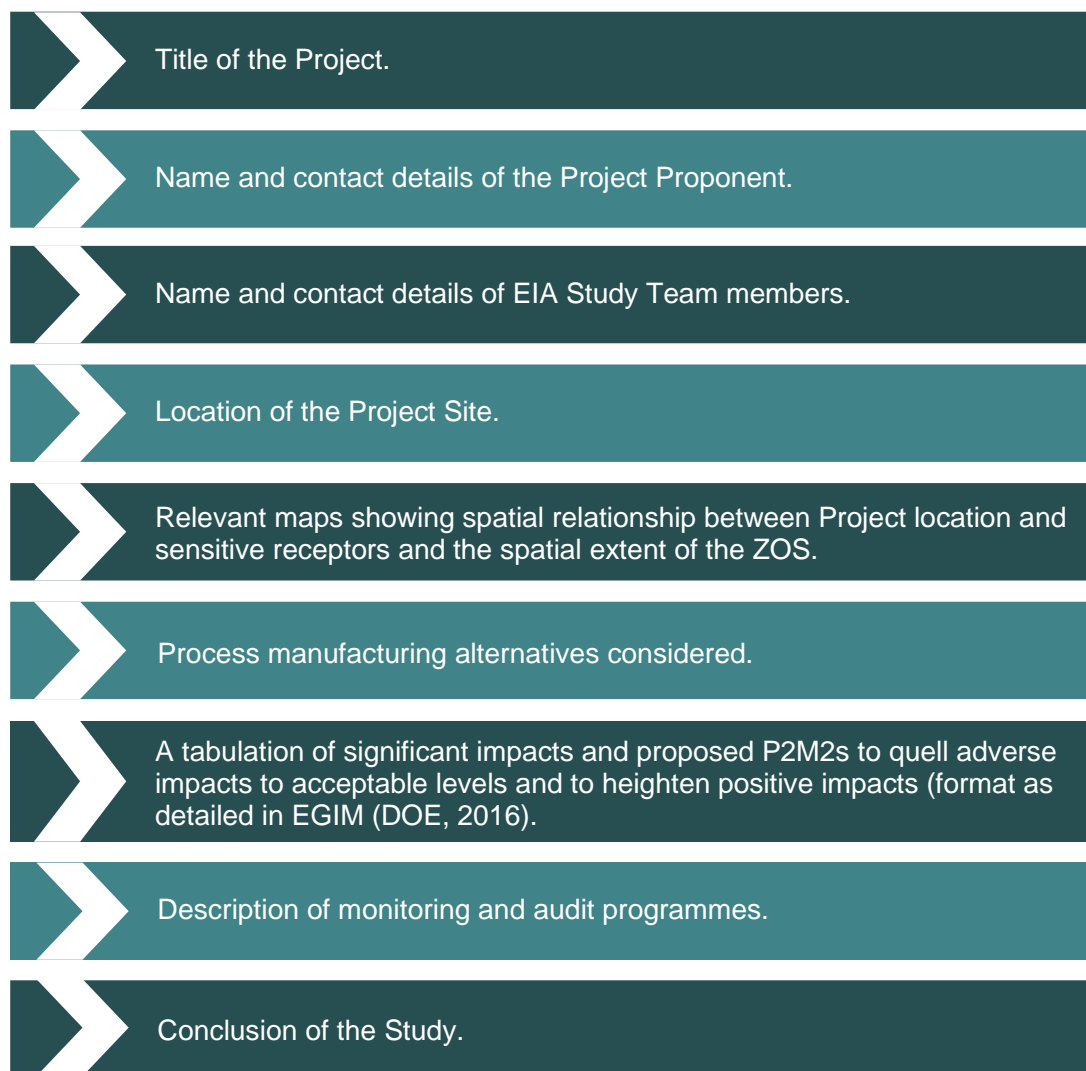 Title of the Project.
Name and contact details of the Project Proponent.
Name and contact details of EIA Study Team members.
Location of the Project Site.
Relevant maps showing spatial relationship between Project location and
sensitive receptors and the spatial extent of the ZOS.
Process manufacturing alternatives considered.
A tabulation of significant impacts and proposed P2M2s to quell adverse
impacts to acceptable levels and to heighten positive impacts (format as
detailed in EGIM (DOE, 2016).
Description of monitoring and audit programmes.
Conclusion of the Study.